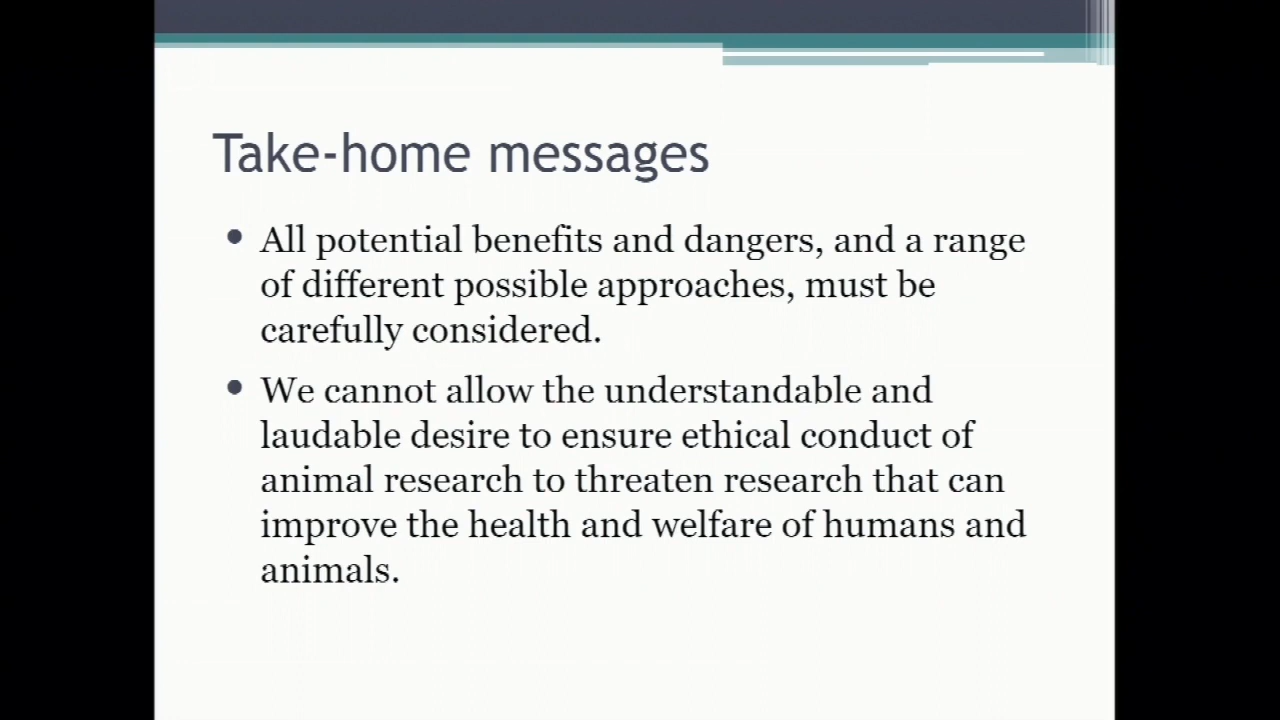 Take-home messages
• All potential benefits and dangers, and a range
of different possible approaches, must be
carefully considered.
• We cannot allow the understandable and
laudable desire to ensure ethical conduct of
animal research to threaten research that can
improve the health and welfare of humans and
animals.